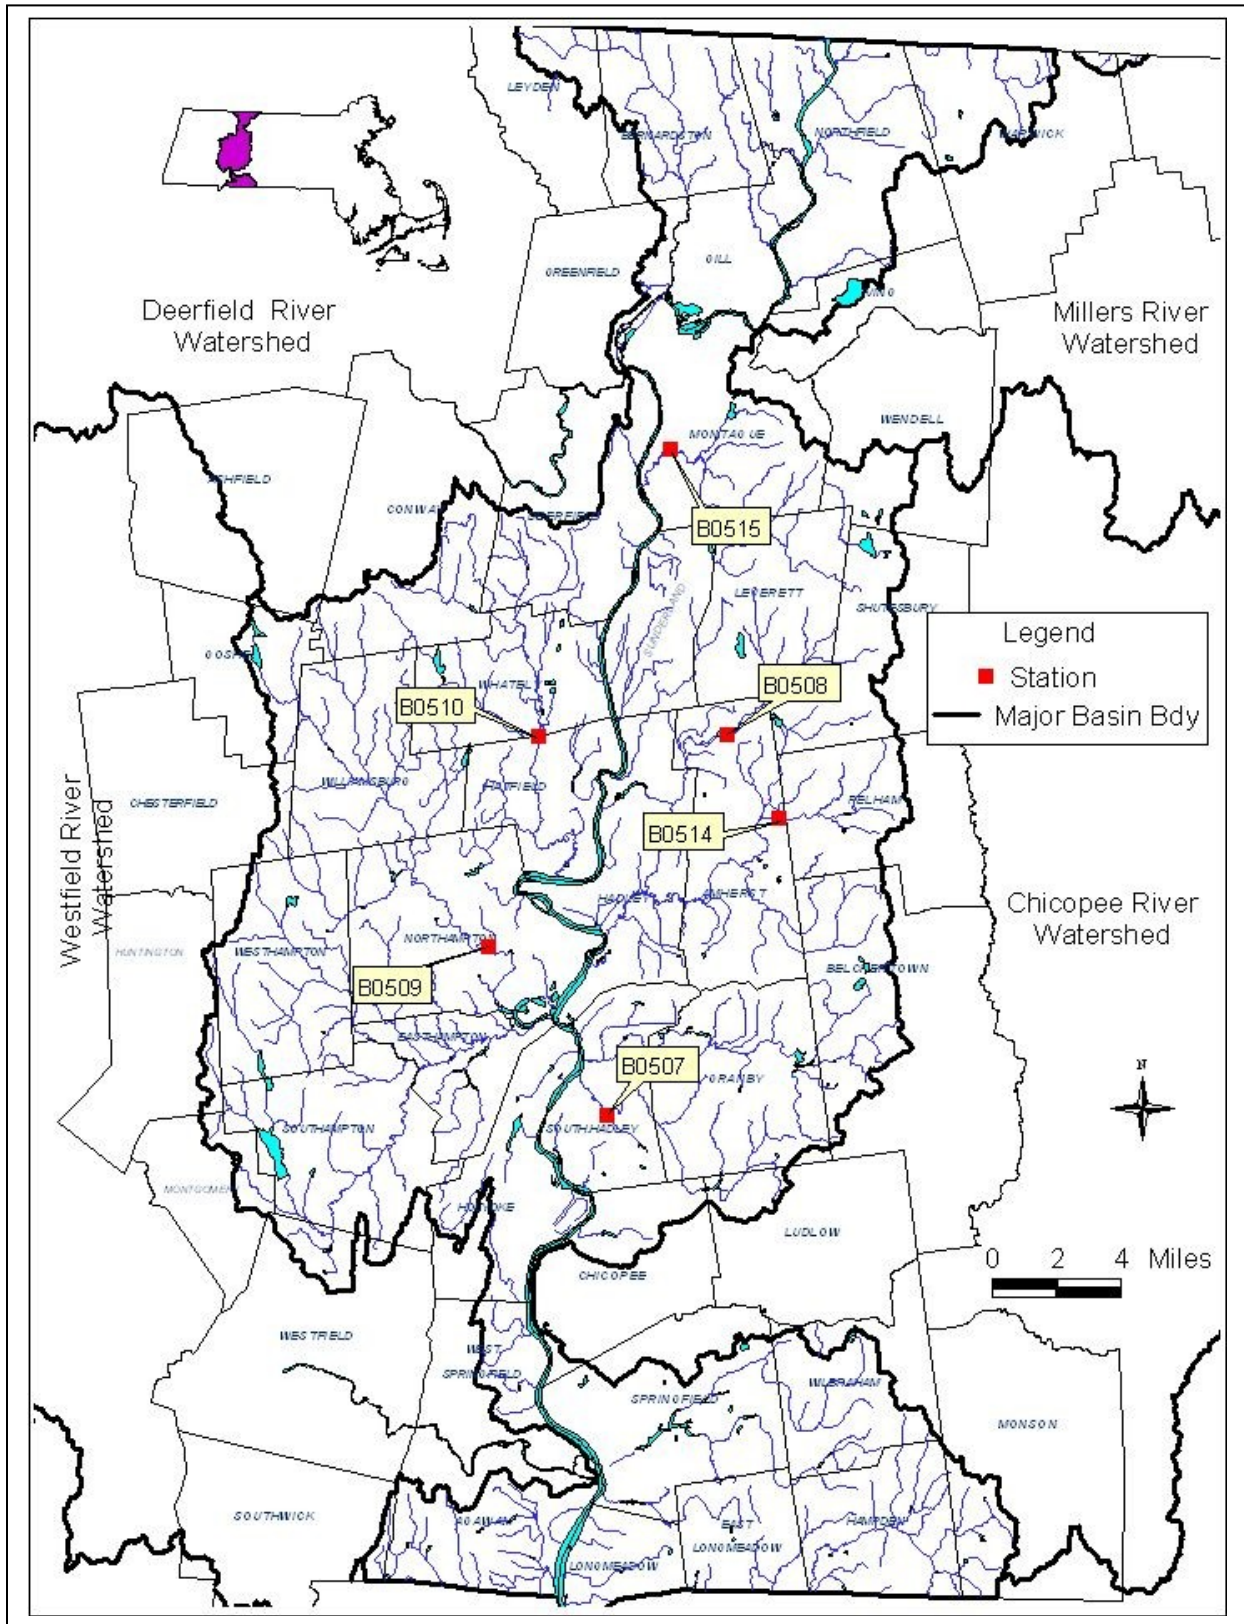 LEYDEN
BERNARDSTON
NORTHFIELD
WARWICK
GREENFIELD
GILL
Deerfield River
Watershed
Millers River
Watershed
WENDELL
MONTAGUE
ASHFIELD
CONWAY
DEERFIELD
B0515
LEVERETT
SUNDERLAND
SHUTESBURY
Legend
Station
Major Basin Bdy
GOSHEN
WHATELY
B0508
B0510
WILLIAMSBURG
HATFIELD
CHESTERFIELD
PELHAM
B0514
Westfield River
Watershed
HADLEY
AMHERST
Chicopee River
Watershed
HUNTINGTON
WESTHAMPTON
NORTHAMPTON
BELCHERTOWN
B0509
EASTHAMPTON
B0507
GRANBY
N
SOUTHAMPTON
SOUTH HADLEY
MONTGOMERY
HOLYOKE
LUDLOW
0 2 4 Miles
CHICOPEE
WESTFIELD
WEST
SPRINGFIELD
SPRINGFIELD
WILBRAHAM
MONSON
SOUTHWICK
AGAWAM
EAST
LONGMEADOW
HAMPDEN
LONGMEADOW